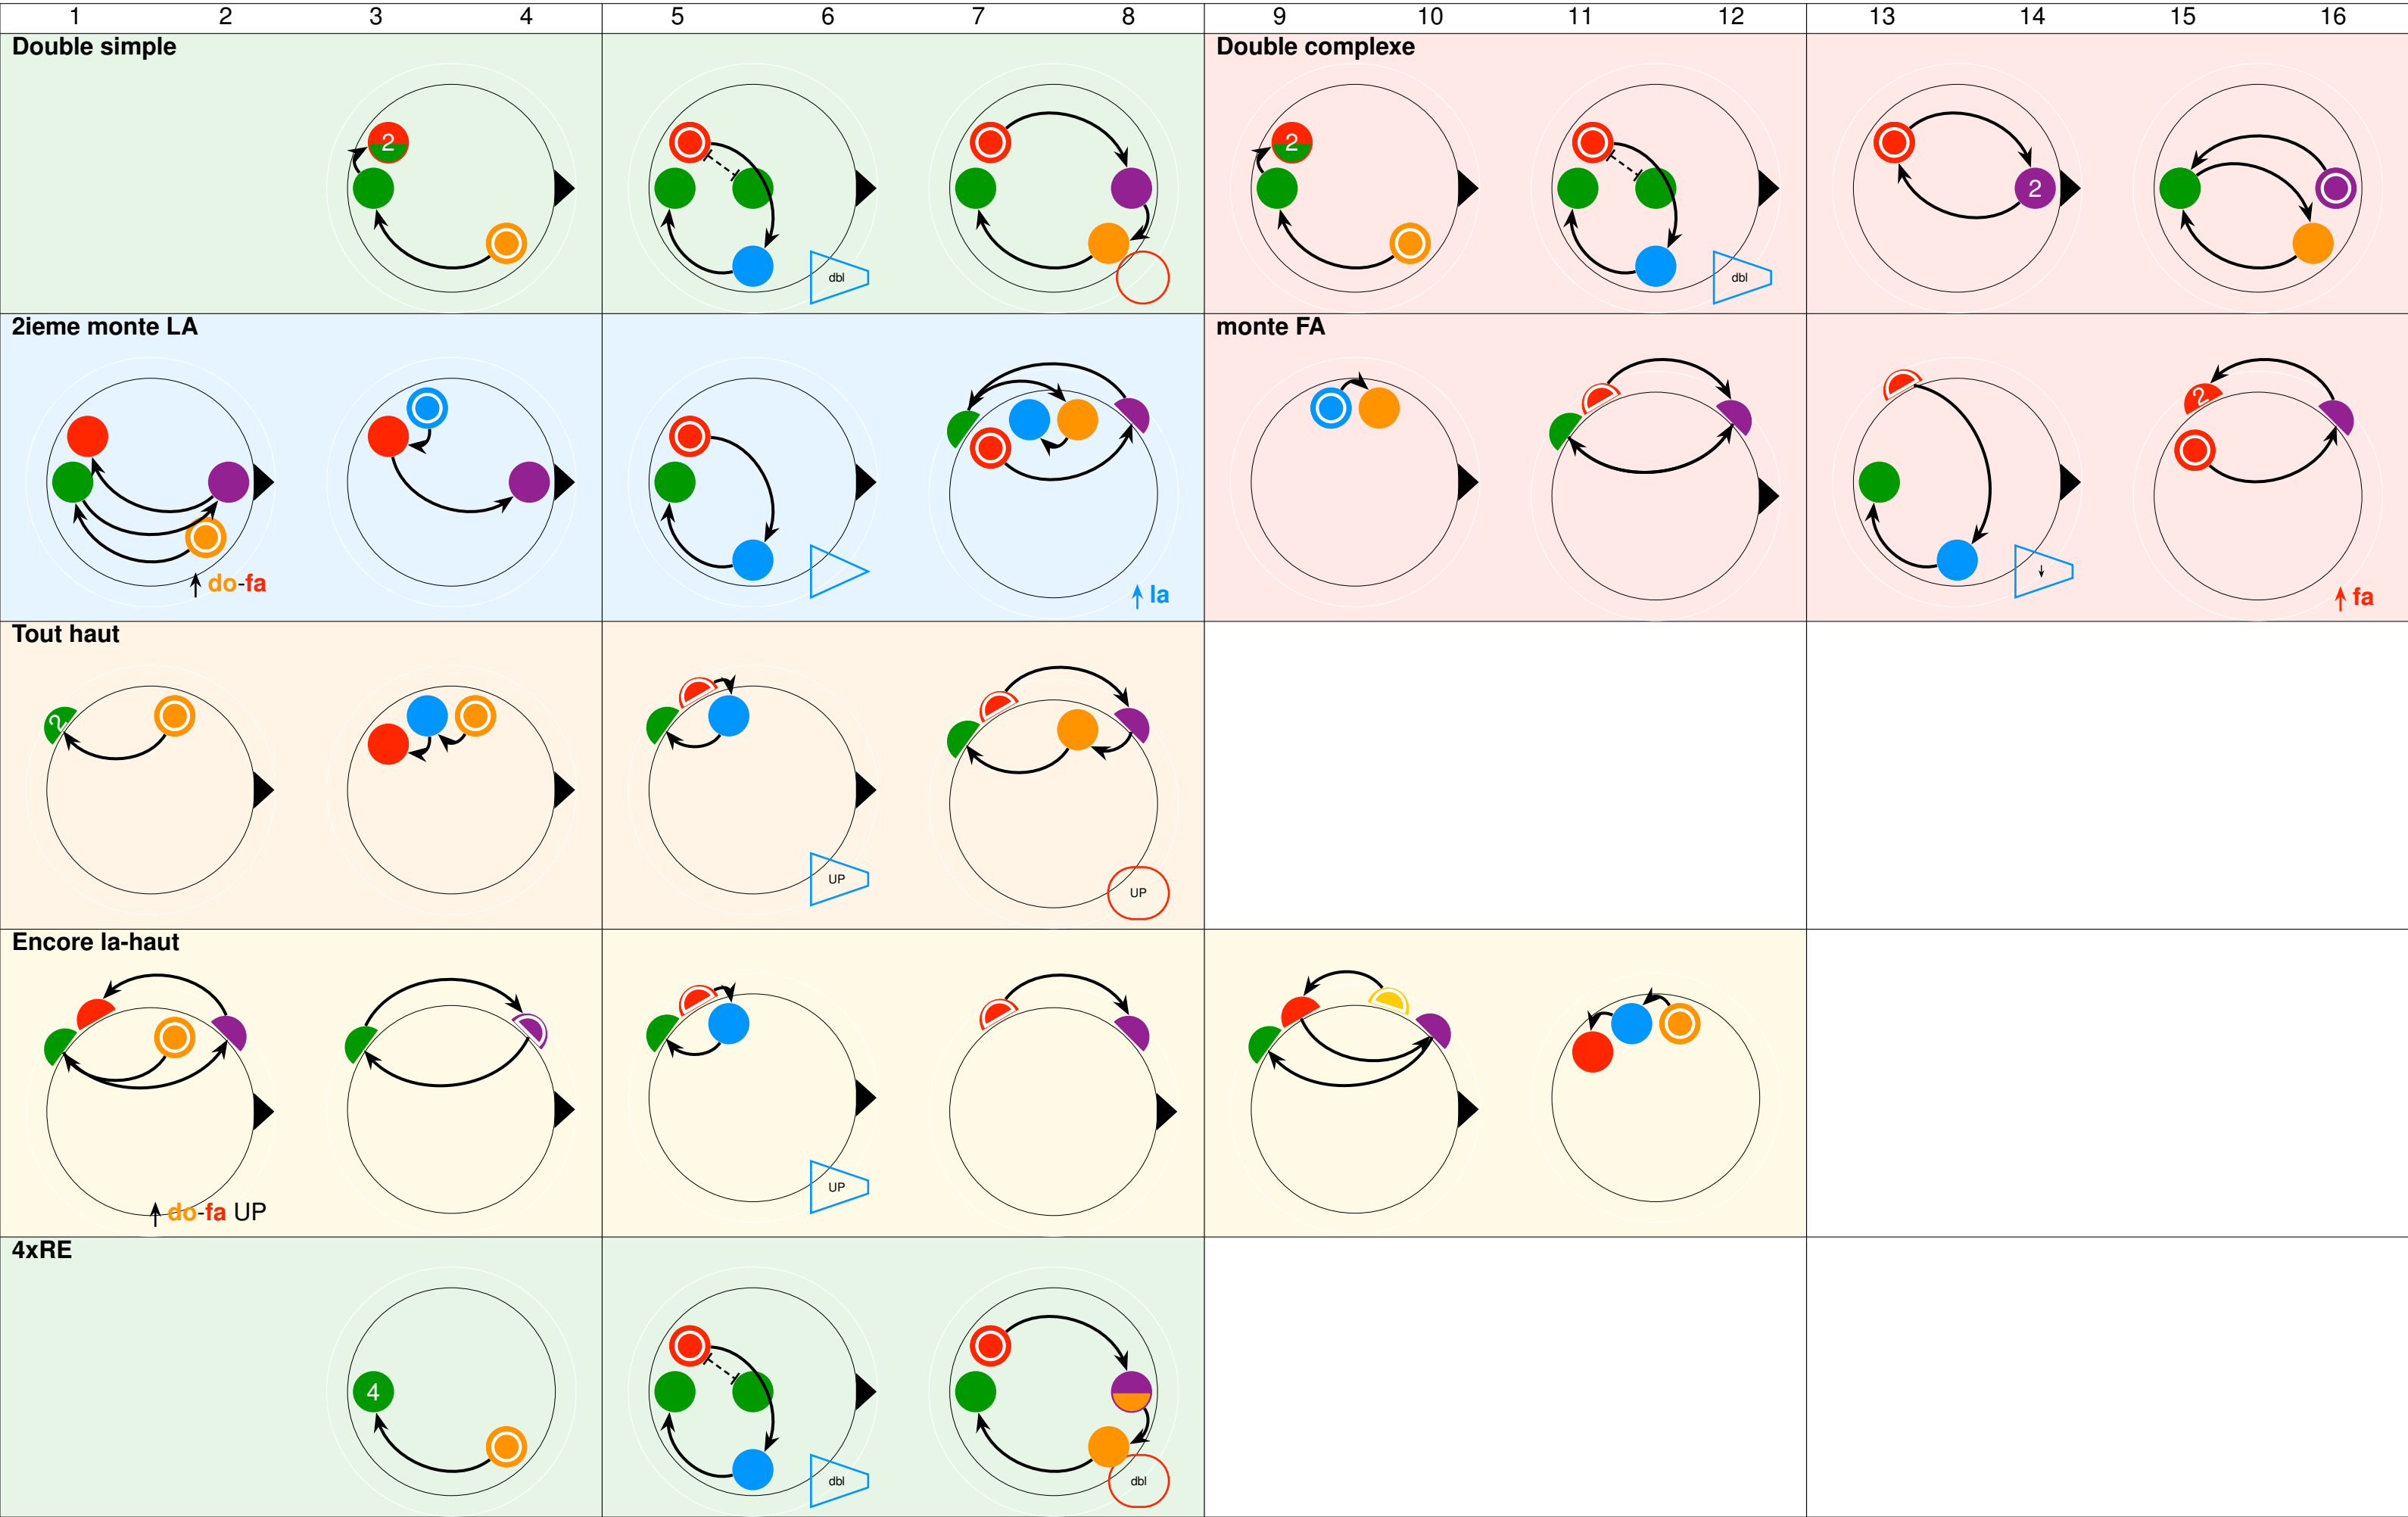 1 2 3 4 5 6 7 8 9 10 11 12 13 14 15 16
Double simple
Double complexe
2
2
2
dbl
dbl
2ieme monte LA
monte FA
2
↑ do-fa
↓
↑ la
↑ fa
Tout haut
2
UP
UP
Encore la-haut
UP
↑ do-fa UP
4xRE
4
dbl
dbl